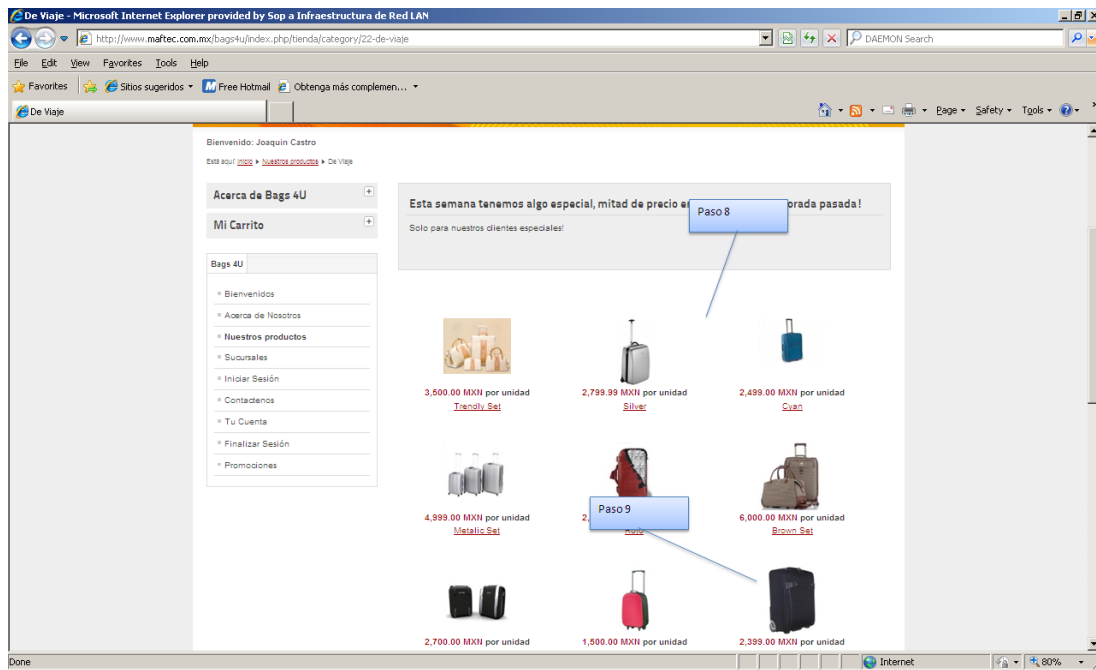 De Viaje - Microsoft Internet Explorer provided by Sop a Infraestructura de Red LAN
http://www.maftec.com.mx/bags4u/index.php/tienda/category/22-de-viaje
DAEMON Search
File Edit View Favorites Tools Help
Favorites Sitios sugeridos Free Hotmail Obtenga más complemen...
De Viaje
Page Safety Tools
Bienvenido: Joaquin Castro
Está aquí: Inicio Nuestros productos De Viaje
Acerca de Bags 4U
Mi Carrito
Bags 4U
Bienvenidos
Acerca de Nosotros
Nuestros productos
Sucursales
Iniciar Sesión
Contactenos
Tu Cuenta
Finalizar Sesión
Promociones
Esta semana tenemos algo especial, mitad de precio en orada pasada!
Solo para nuestros clientes especiales!
Paso 8
3,500.00 MXN por unidad
Trendly Set
2,799.99 MXN por unidad
Silver
2,499.00 MXN por unidad
Cyan
4,999.00 MXN por unidad
Metalic Set
Paso 9
2,
Rojo
6,000.00 MXN por unidad
Brown Set
2,700.00 MXN por unidad
1,500.00 MXN por unidad
2,399.00 MXN por unidad
Done
Internet
80%